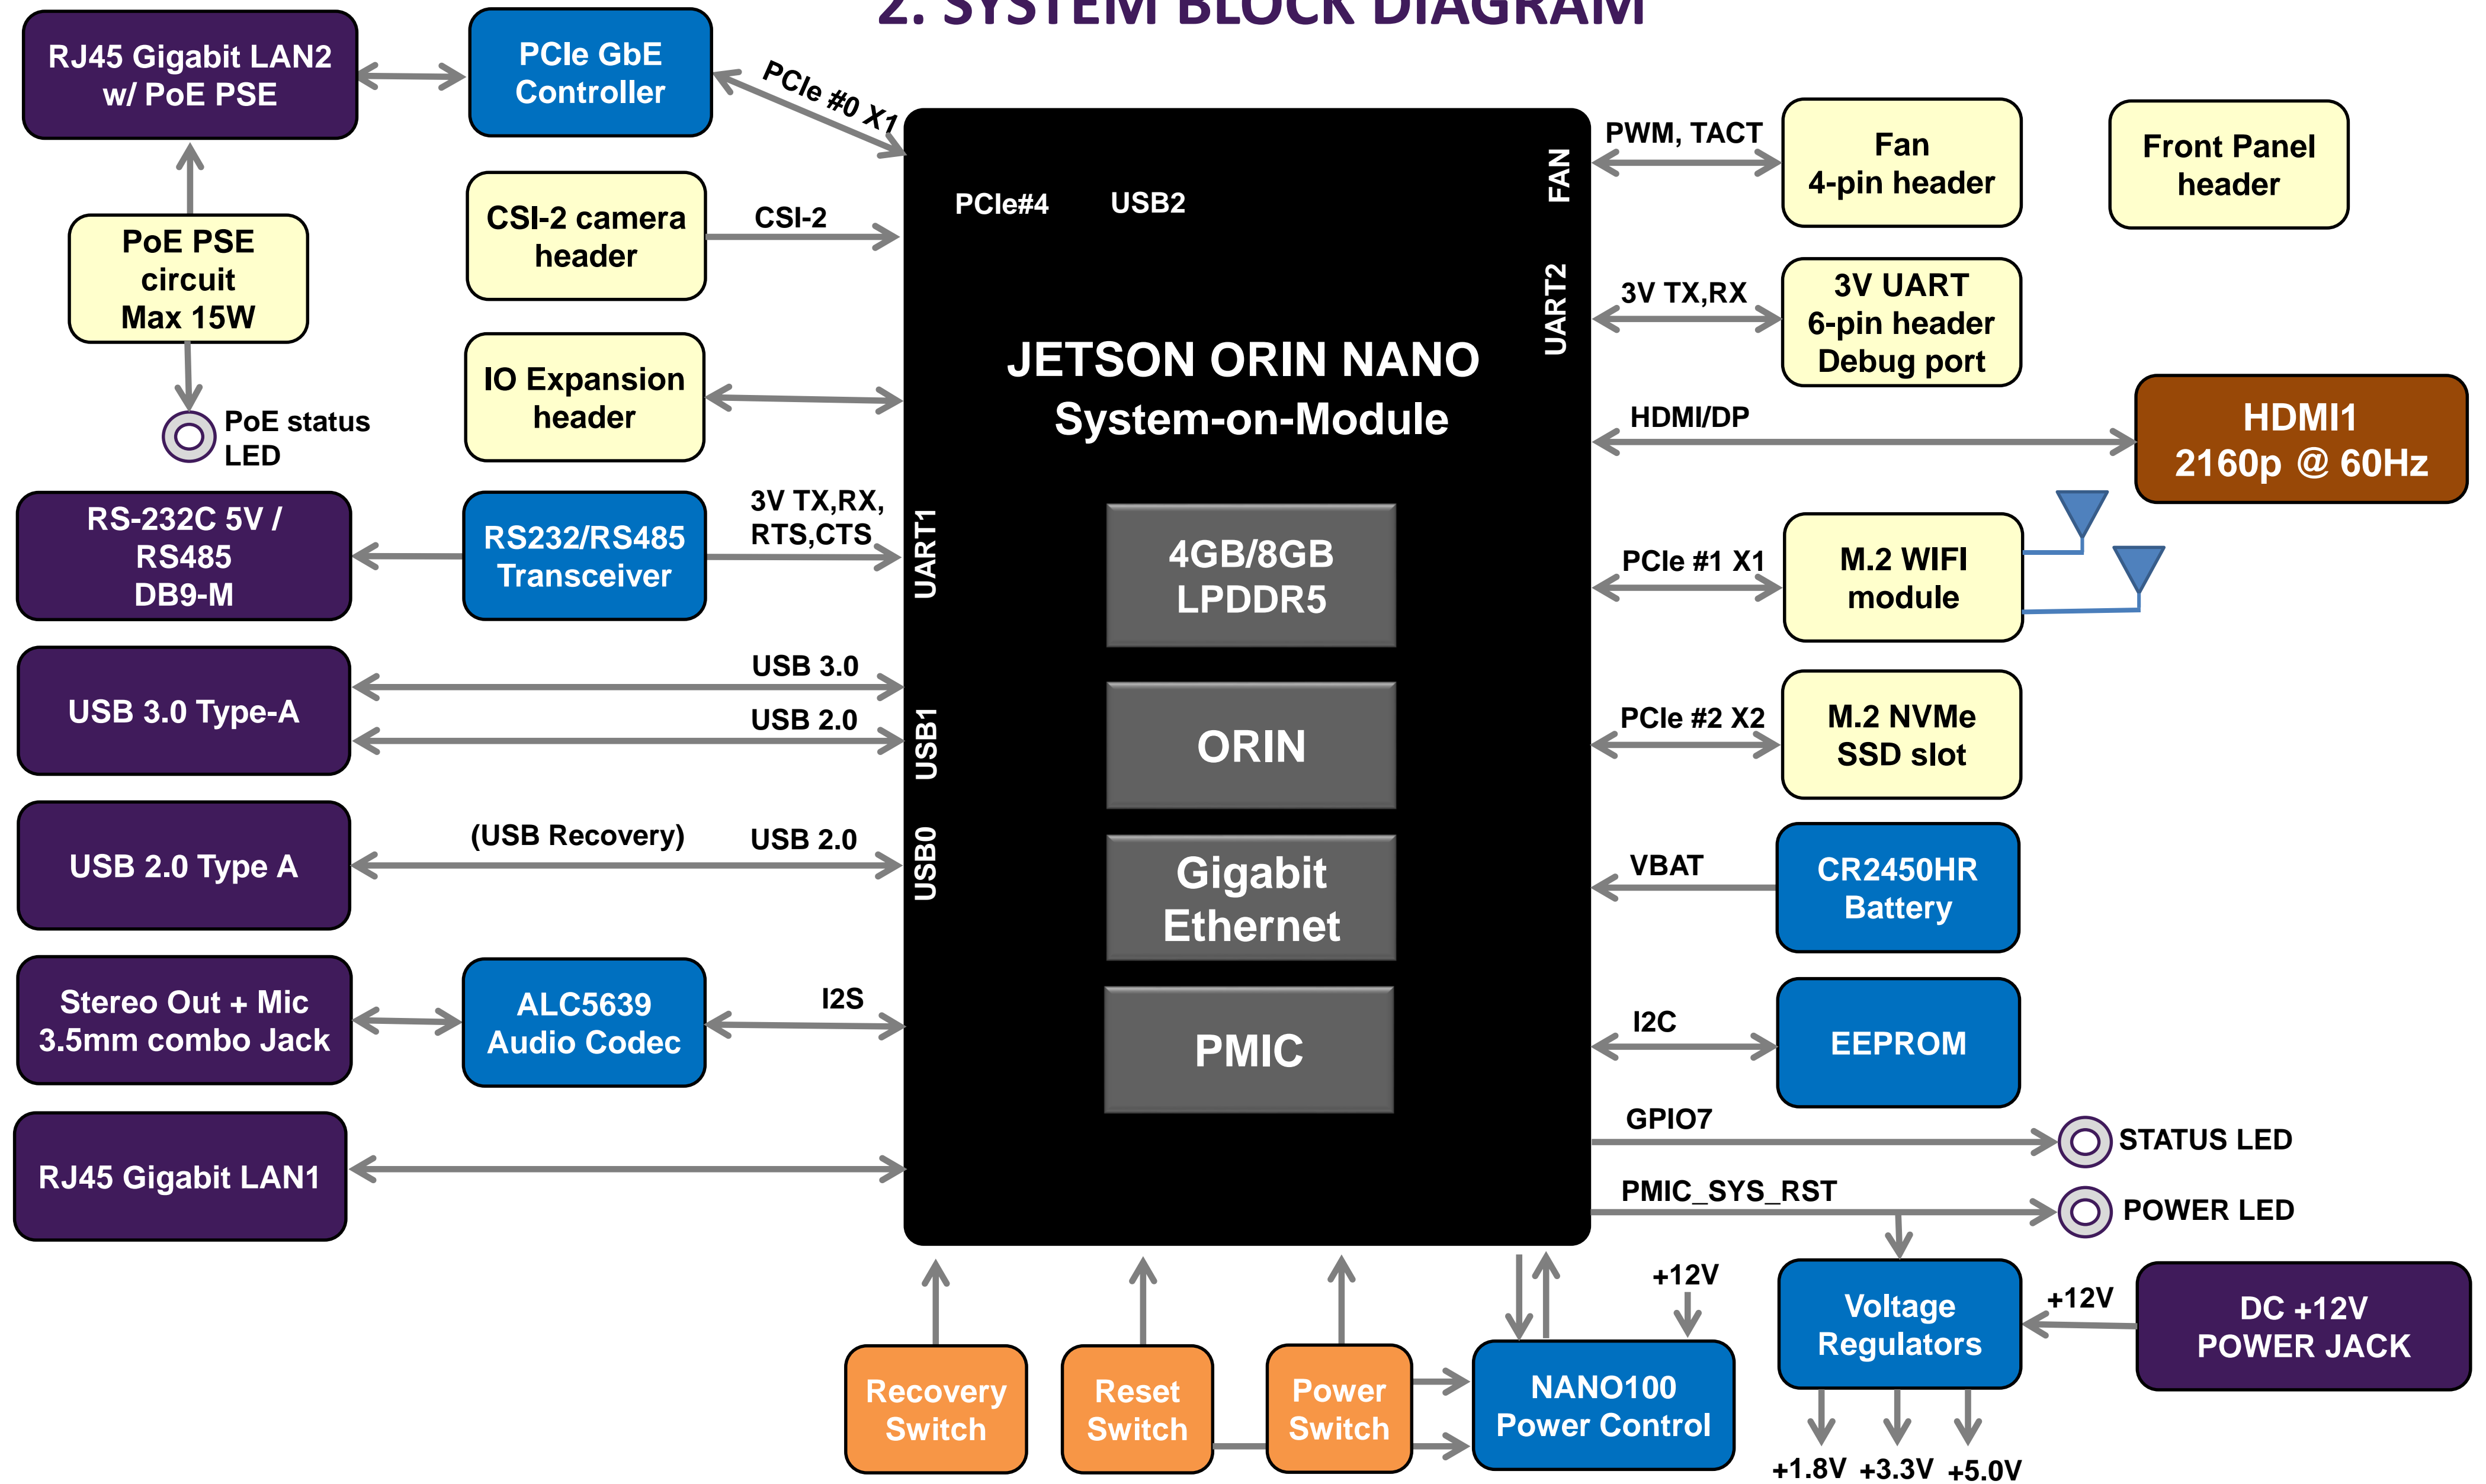 2. SYSTEM BLOCK DIAGRAM
RJ45 Gigabit LAN2
w/ PoE PSE
PCIe GbE
Controller
PCIe #0 X1
PoE PSE
circuit
Max 15W
PoE status
LED
CSI-2 camera
header
CSI-2
IO Expansion
header
RS-232C 5V /
RS485
DB9-M
RS232/RS485
Transceiver
3V TX,RX,
RTS,CTS
UART1
USB 3.0 Type-A
USB 3.0
USB 2.0
USB1
USB 2.0 Type A
(USB Recovery)
USB 2.0
USB0
Stereo Out + Mic
3.5mm combo Jack
ALC5639
Audio Codec
I2S
RJ45 Gigabit LAN1
PCIe#4
USB2
FAN
UART2
JETSON ORIN NANO
System-on-Module
4GB/8GB
LPDDR5
ORIN
Gigabit
Ethernet
PMIC
PWM, TACT
Fan
4-pin header
Front Panel
header
3V TX,RX
3V UART
6-pin header
Debug port
HDMI/DP
HDMI1
2160p @ 60Hz
PCIe #1 X1
M.2 WIFI
module
PCIe #2 X2
M.2 NVMe
SSD slot
VBAT
CR2450HR
Battery
I2C
EEPROM
GPIO7
STATUS LED
PMIC_SYS_RST
POWER LED
Recovery
Switch
Reset
Switch
Power
Switch
+12V
NANO100
Power Control
Voltage
Regulators
+12V
DC +12V
POWER JACK
+1.8V
+3.3V
+5.0V